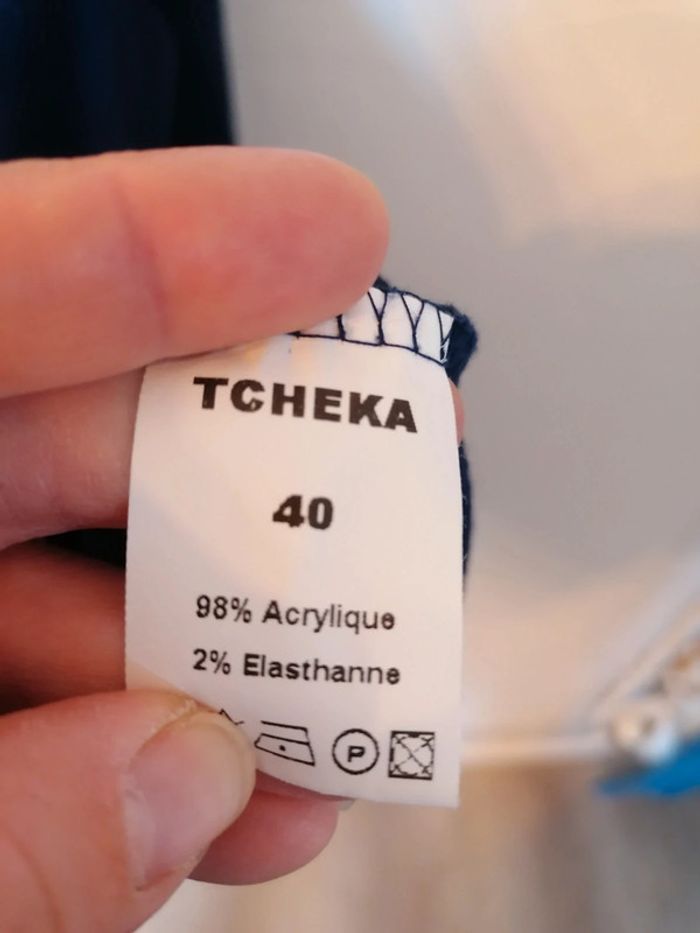 TCHEKA
40
98% Acrylique
2% Elasthanne
P